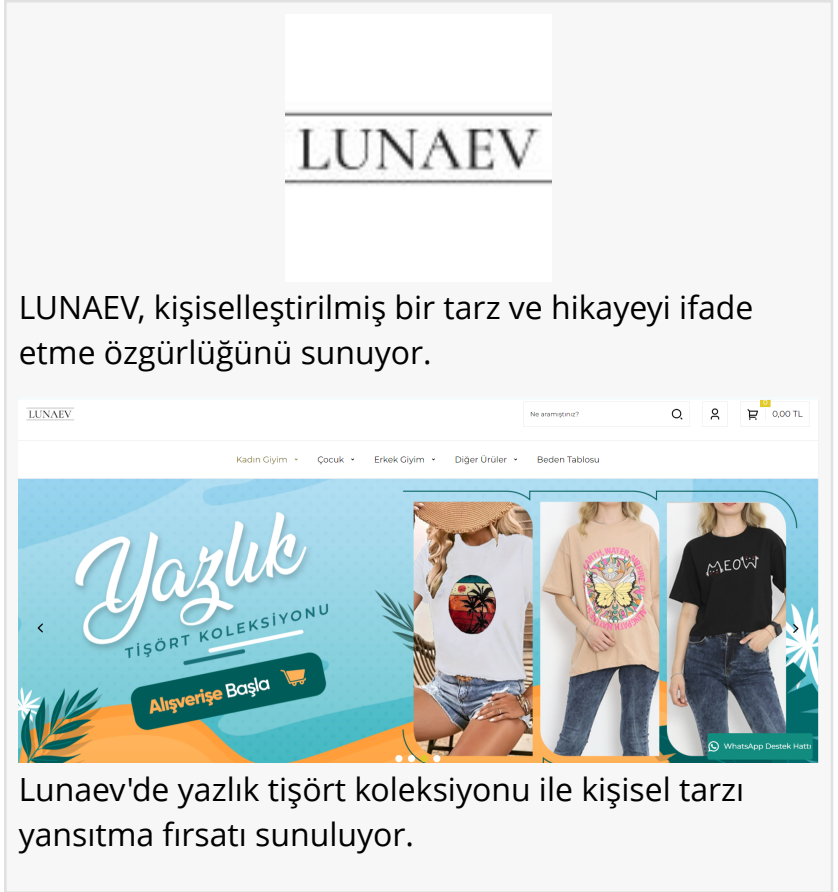 LUNAEV
LUNAEV, kişiselleştirilmiş bir tarz ve hikayeyi ifade
etme özgürlüğünü sunuyor.
LUNAEV
Ne aramıştınız?
0
0,00 TL
Kadın Giyim
Çocuk
Erkek Giyim
Diğer Ürüler
Beden Tablosu
Yazlık
TİŞÖRT KOLEKSİYONU
Alışverişe Başla
MEOW
WhatsApp Destek Hattı
Lunaev'de yazlık tişört koleksiyonu ile kişisel tarzı
yansıtma fırsatı sunuluyor.